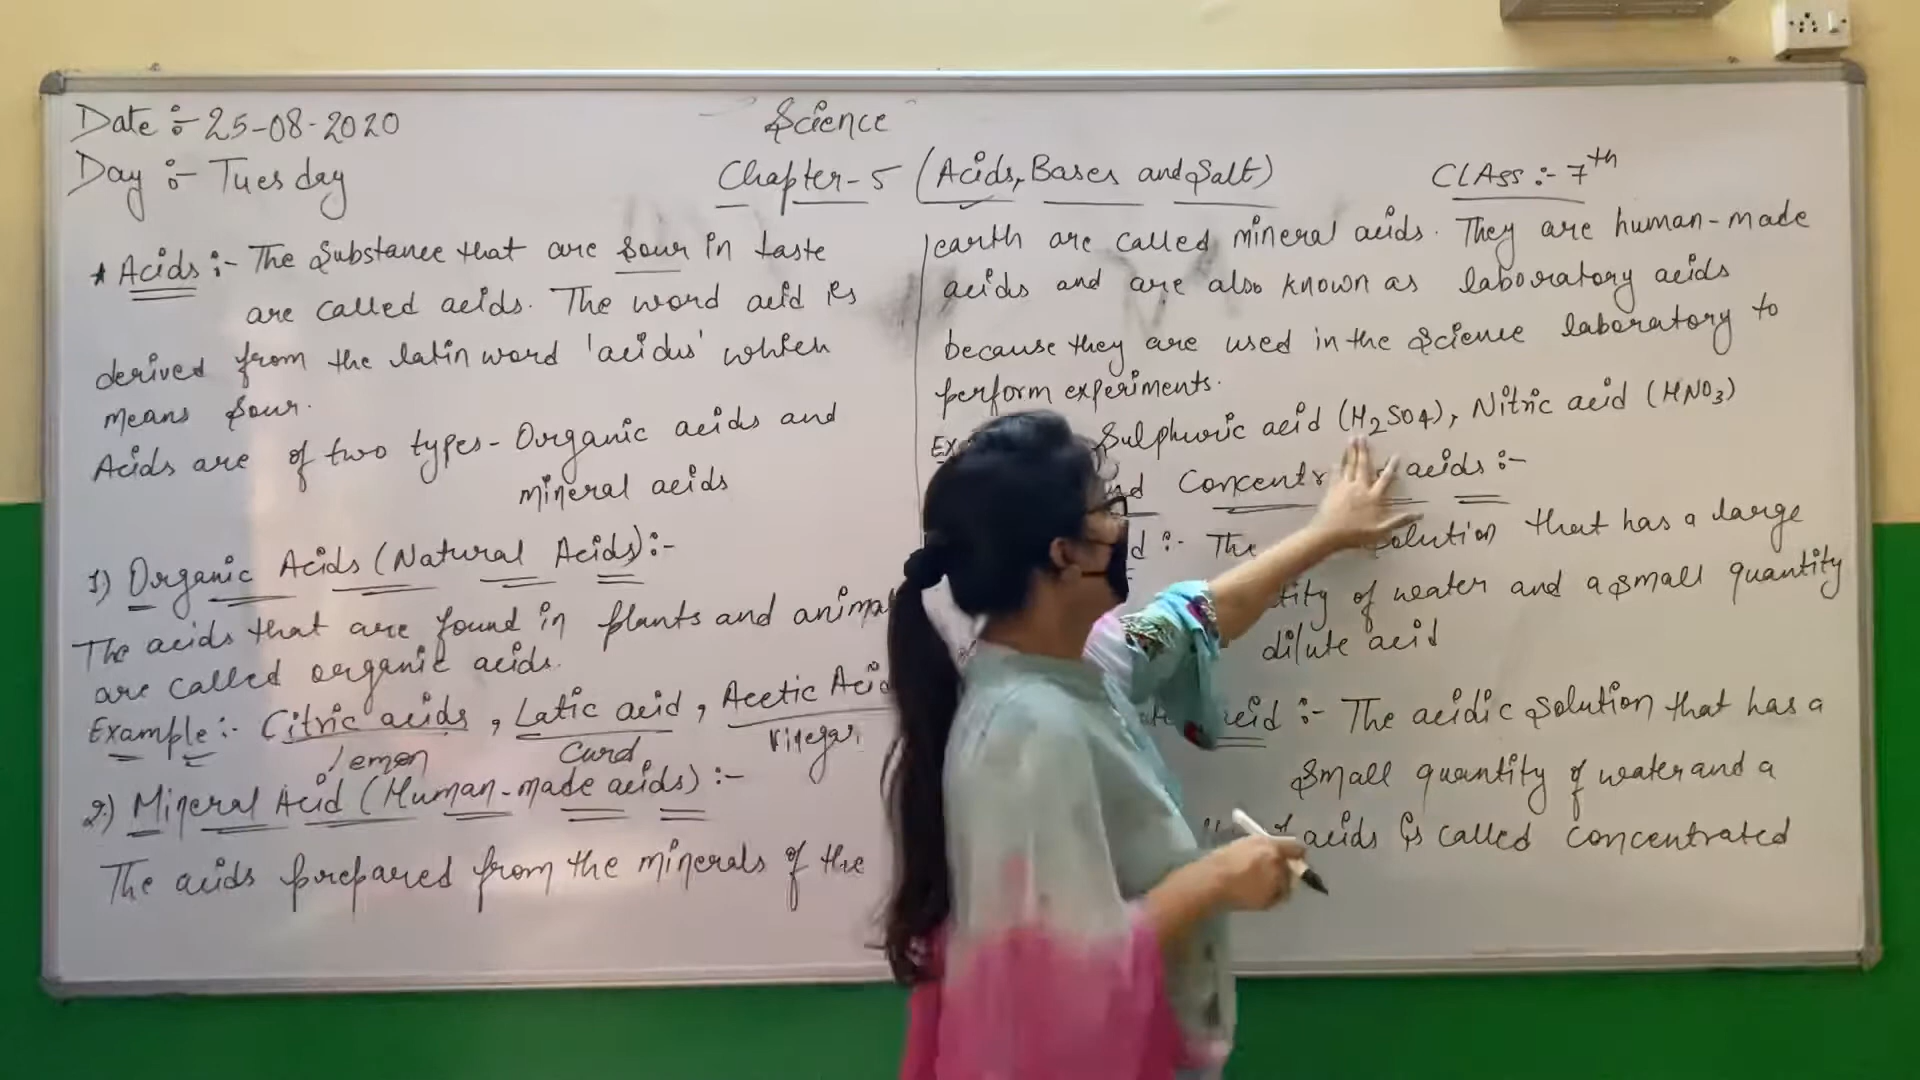 Date :- 25-08-2020
Day :- Tuesday
Science
Chapter-5 (Acids, Bases and Salt)
CLASS :- 7th
* Acids :- The Substance that are sour in taste
are called acids. The word acid is
derived from the latin word 'acidus' which
means sour.
Acids are of two types - Organic acids and
mineral acids
1) Organic Acids (Natural Acids) :-
The acids that are found in plants and
are called organic acids.
Example :- Citric acids, Latic acid, Acetic
lemon Curd Vinegar
2) Mineral Acid (Human-made acids) :-
The acids prepared from the minerals of the
earth are called mineral acids. They are human-made
acids and are also known as laboratory acids
because they are used in the Science laboratory to
perform experiments.
Sulphuric acid (H2SO4), Nitric acid (HNO3)
acids :-
:- The Solution that has a large
of water and a small quantity
dilute acid
acid :- The acidic solution that has a
Small quantity of water and a
acids is called concentrated